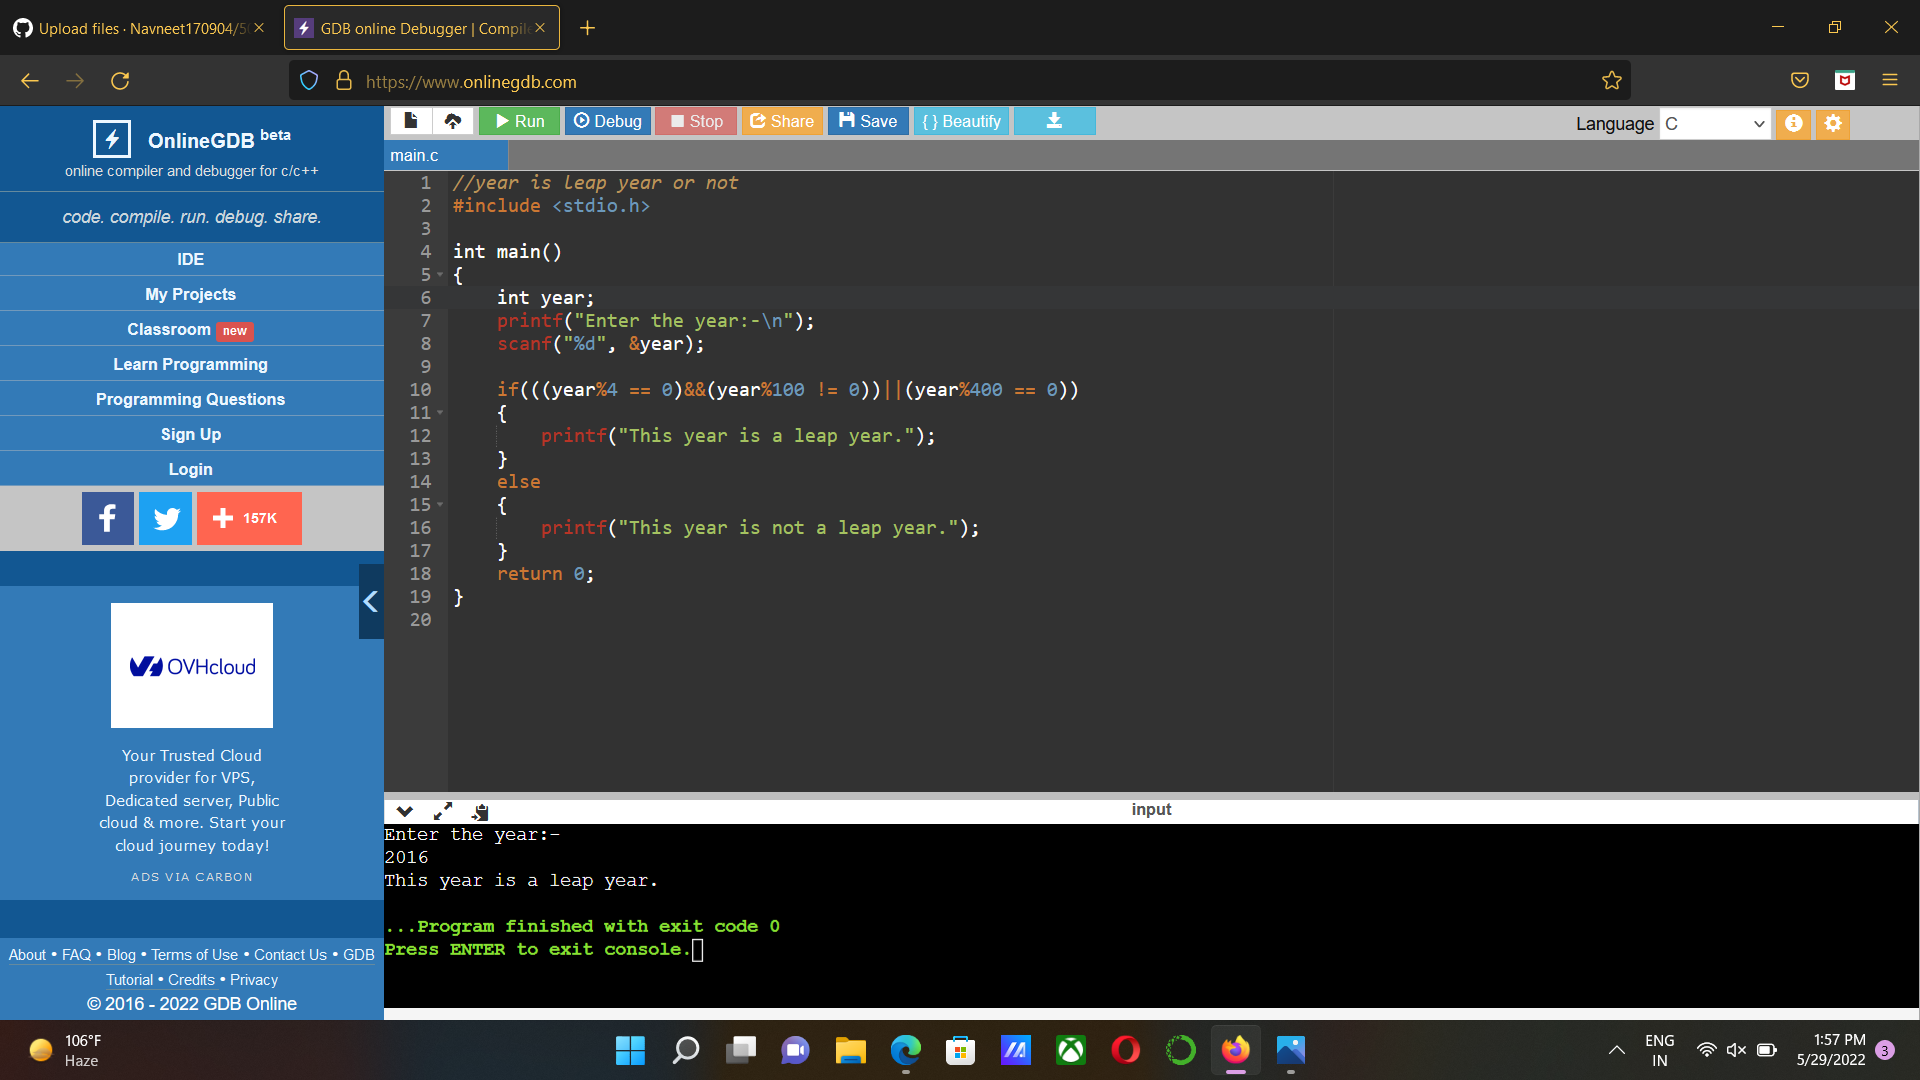 Upload files · Navneet170904/5
GDB online Debugger | Compile
https://www.onlinegdb.com
OnlineGDB beta
online compiler and debugger for c/c++
code. compile. run. debug. share.
IDE
My Projects
Classroom new
Learn Programming
Programming Questions
Sign Up
Login
157K
OVHcloud
Your Trusted Cloud
provider for VPS,
Dedicated server, Public
cloud & more. Start your
cloud journey today!
ADS VIA CARBON
About • FAQ • Blog • Terms of Use • Contact Us • GDB
Tutorial • Credits • Privacy
© 2016 - 2022 GDB Online
Run Debug Stop Share Save { } Beautify
Language C
main.c
1 //year is leap year or not
2 #include <stdio.h>
3
4 int main()
5 {
6     int year;
7     printf("Enter the year:-\n");
8     scanf("%d", &year);
9
10     if(((year%4 == 0)&&(year%100 != 0))||(year%400 == 0))
11     {
12         printf("This year is a leap year.");
13     }
14     else
15     {
16         printf("This year is not a leap year.");
17     }
18     return 0;
19 }
20
input
Enter the year:-
2016
This year is a leap year.
...Program finished with exit code 0
Press ENTER to exit console.
106°F
Haze
ENG
IN
1:57 PM
5/29/2022
3